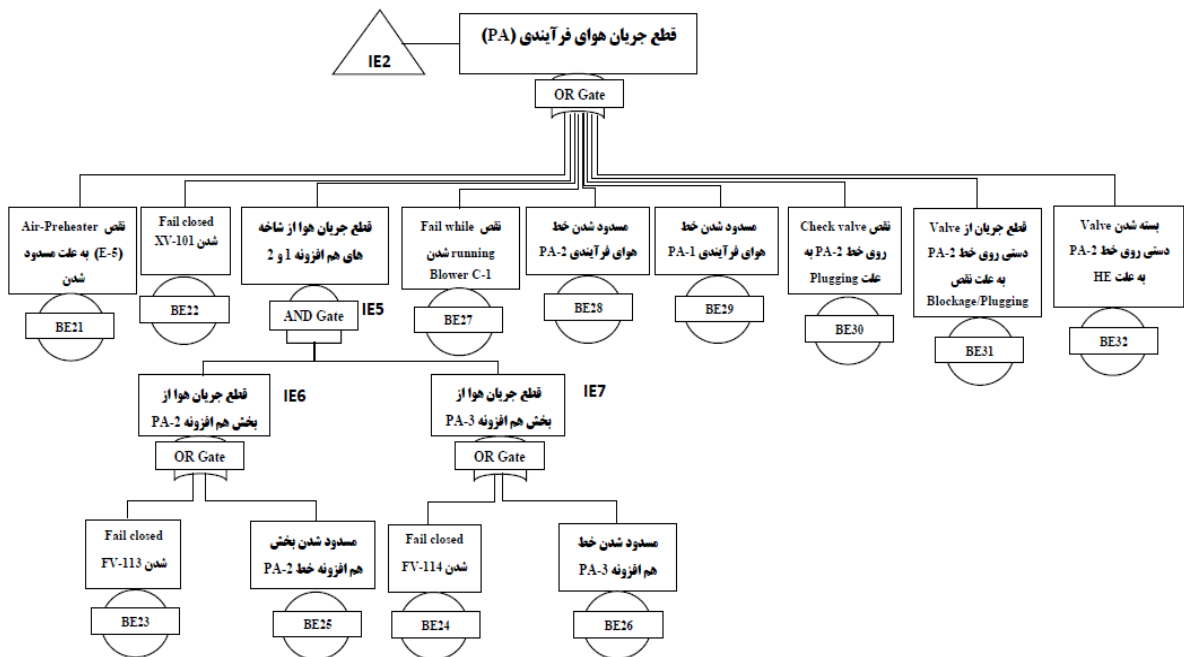 قطع جریان هوای فرآیندی (PA)
IE2
OR Gate
نقص Air-Preheater
(E-5) به علت مسدود
شدن
BE21
Fail closed
شدن XV-101
BE22
قطع جریان هوا از شاخه
های هم افزونه 1 و 2
AND Gate
IE5
نقص Fail while
running شدن
Blower C-1
BE27
مسدود شدن خط
هوای فرآیندی PA-2
BE28
مسدود شدن خط
هوای فرآیندی PA-1
BE29
نقص Check valve
روی خط PA-2 به
علت Plugging
BE30
قطع جریان از Valve
دستی روی خط PA-2
به علت نقص
Blockage/Plugging
BE31
بسته شدن Valve
دستی روی خط PA-2
به علت HE
BE32
قطع جریان هوا از
بخش هم افزونه PA-2
IE6
OR Gate
قطع جریان هوا از
بخش هم افزونه PA-3
IE7
OR Gate
Fail closed
شدن FV-113
BE23
مسدود شدن بخش
هم افزونه خط PA-2
BE25
Fail closed
شدن FV-114
BE24
مسدود شدن خط
هم افزونه PA-3
BE26